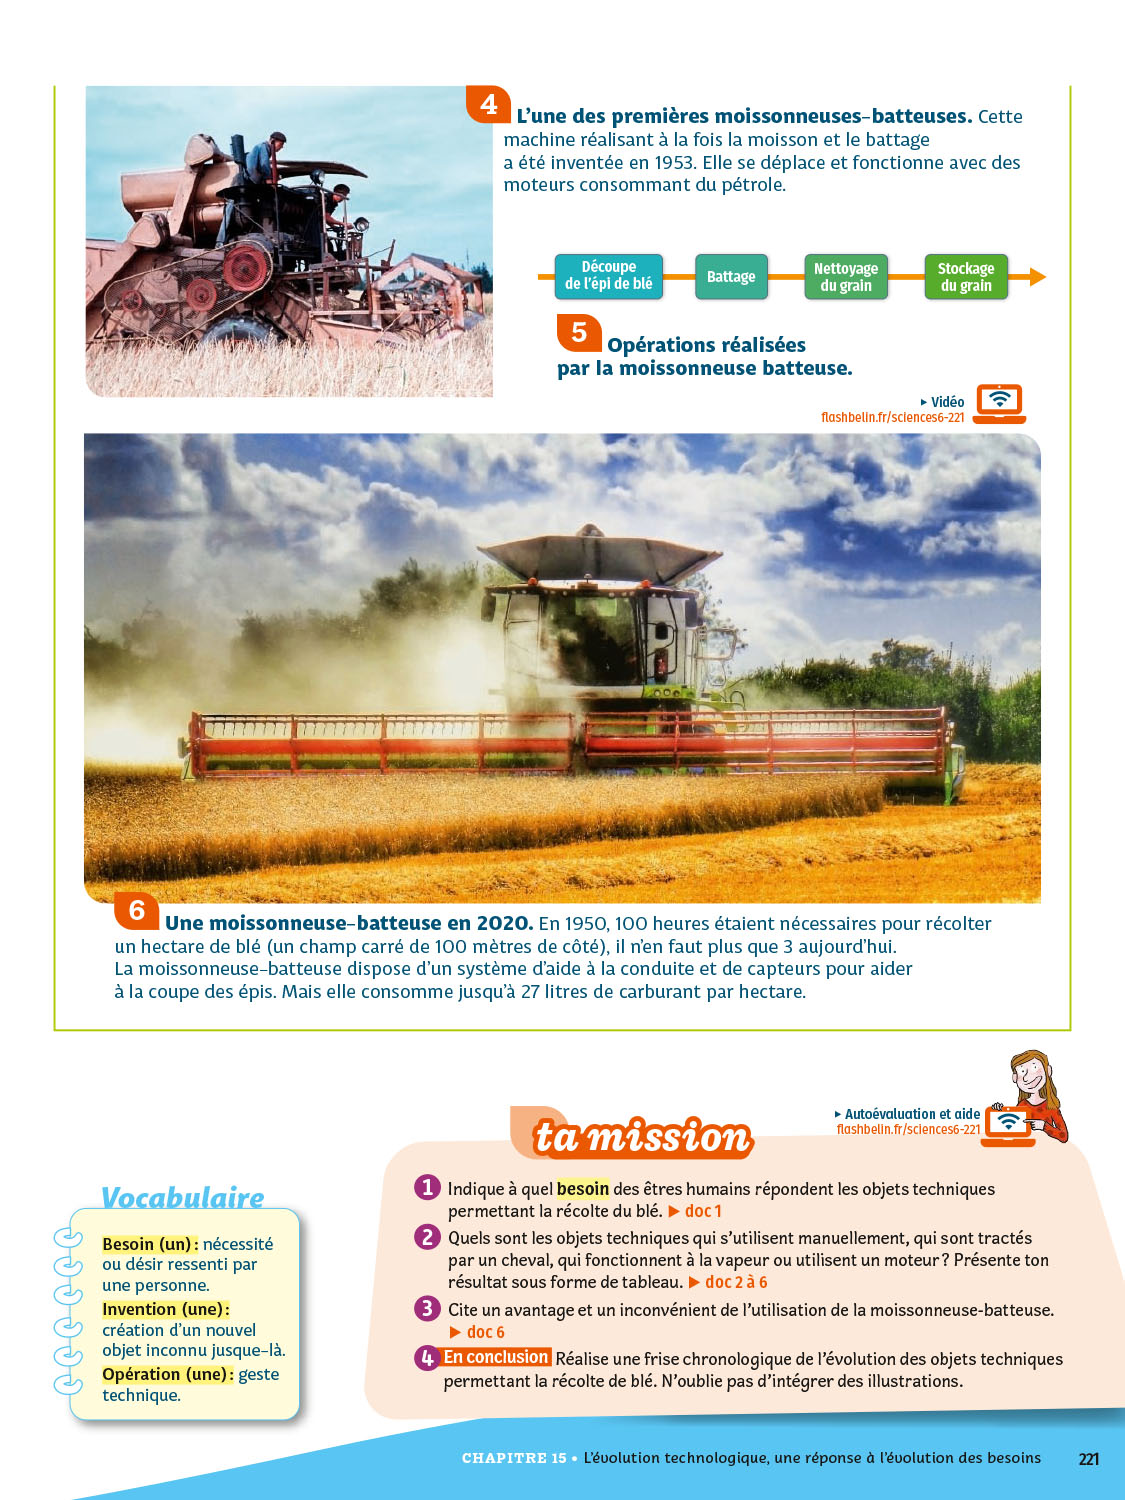 4
L'une des premières moissonneuses-batteuses. Cette
machine réalisant à la fois la moisson et le battage
a été inventée en 1953. Elle se déplace et fonctionne avec des
moteurs consommant du pétrole.
Découpe
de l'épi de blé
Battage
Nettoyage
du grain
Stockage
du grain
5
Opérations réalisées
par la moissonneuse batteuse.
▸ Vidéo
flashbelin.fr/sciences6-221
6
Une moissonneuse-batteuse en 2020. En 1950, 100 heures étaient nécessaires pour récolter
un hectare de blé (un champ carré de 100 mètres de côté), il n'en faut plus que 3 aujourd'hui.
La moissonneuse-batteuse dispose d'un système d'aide à la conduite et de capteurs pour aider
à la coupe des épis. Mais elle consomme jusqu'à 27 litres de carburant par hectare.
Vocabulaire
Besoin (un) : nécessité
ou désir ressenti par
une personne.
Invention (une) :
création d'un nouvel
objet inconnu jusque-là.
Opération (une) : geste
technique.
ta mission
▸ Autoévaluation et aide
flashbelin.fr/sciences6-221
1 Indique à quel besoin des êtres humains répondent les objets techniques
permettant la récolte du blé. ▶ doc 1
2 Quels sont les objets techniques qui s'utilisent manuellement, qui sont tractés
par un cheval, qui fonctionnent à la vapeur ou utilisent un moteur ? Présente ton
résultat sous forme de tableau. ▶ doc 2 à 6
3 Cite un avantage et un inconvénient de l'utilisation de la moissonneuse-batteuse.
▶ doc 6
4 En conclusion Réalise une frise chronologique de l'évolution des objets techniques
permettant la récolte de blé. N'oublie pas d'intégrer des illustrations.
CHAPITRE 15 • L'évolution technologique, une réponse à l'évolution des besoins
221